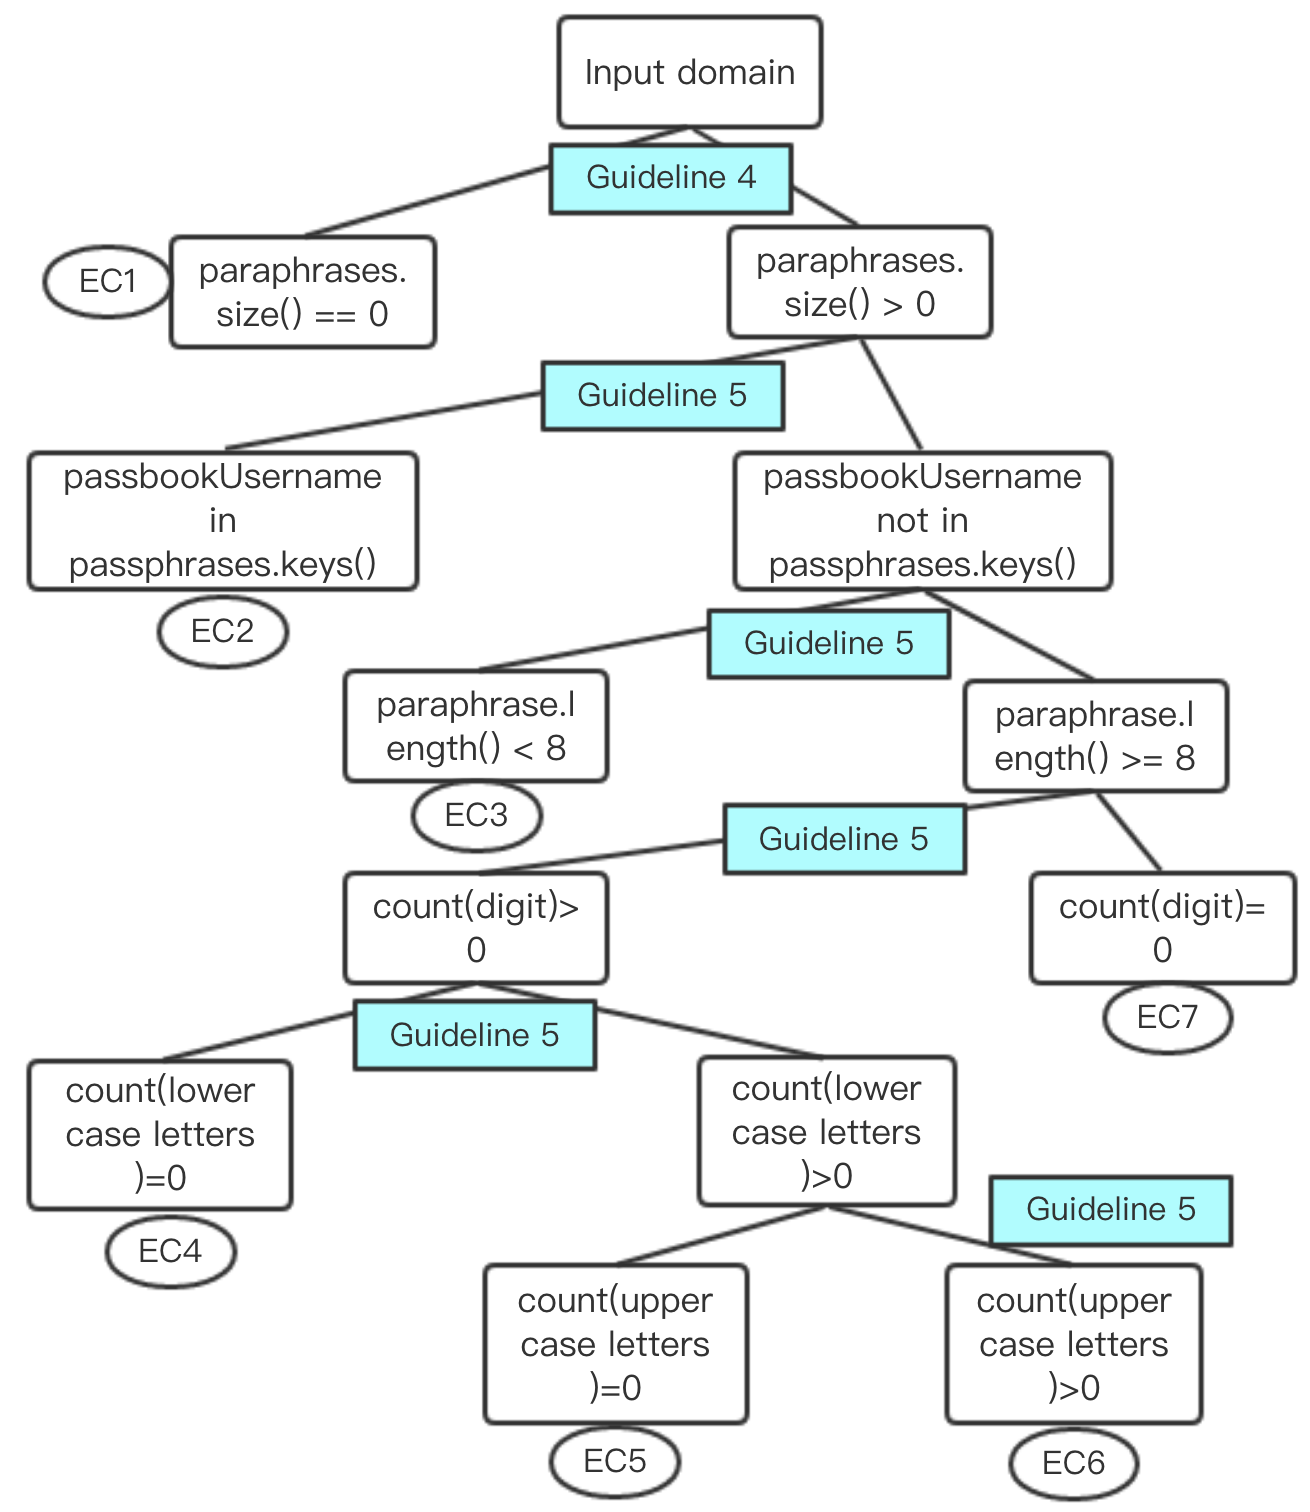 Input domain
Guideline 4
EC1
paraphrases.
size() == 0
paraphrases.
size() > 0
Guideline 5
passbookUsername
in
passphrases.keys()
EC2
passbookUsername
not in
passphrases.keys()
Guideline 5
paraphrase.l
ength() < 8
EC3
paraphrase.l
ength() >= 8
Guideline 5
count(digit)>
0
count(digit)=
0
EC7
Guideline 5
count(lower
case letters
)=0
EC4
count(lower
case letters
)>0
Guideline 5
count(upper
case letters
)=0
EC5
count(upper
case letters
)>0
EC6